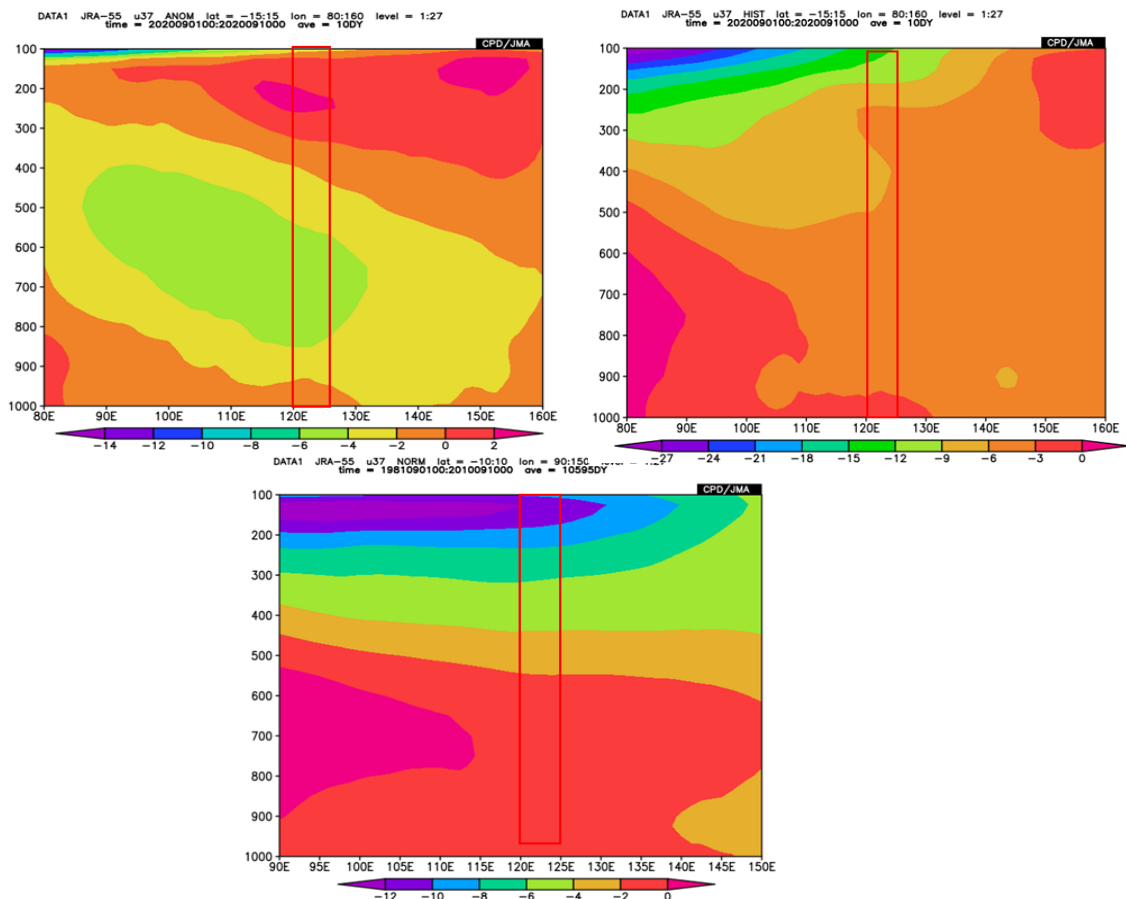 DATA1 JRA-55 u37 ANOM lat = -15:15 lon = 80:160 level = 1:27
time = 2020090100:2020091000 ave = 10DY
CPD/JMA
100
200
300
400
500
600
700
800
900
1000
80E 90E 100E 110E 120E 130E 140E 150E 160E
-14 -12 -10 -8 -6 -4 -2 0 2
DATA1 JRA-55 u37 HIST lat = -15:15 lon = 80:160 level = 1:27
time = 2020090100:2020091000 ave = 10DY
CPD/JMA
100
200
300
400
500
600
700
800
900
1000
80E 90E 100E 110E 120E 130E 140E 150E 160E
-27 -24 -21 -18 -15 -12 -9 -6 -3 0
DATA1 JRA-55 u37 NORM lat = -10:10 lon = 90:150
time = 1981090100:2010091000 ave = 10595DY
CPD/JMA
100
200
300
400
500
600
700
800
900
1000
90E 95E 100E 105E 110E 115E 120E 125E 130E 135E 140E 145E 150E
-12 -10 -8 -6 -4 -2 0